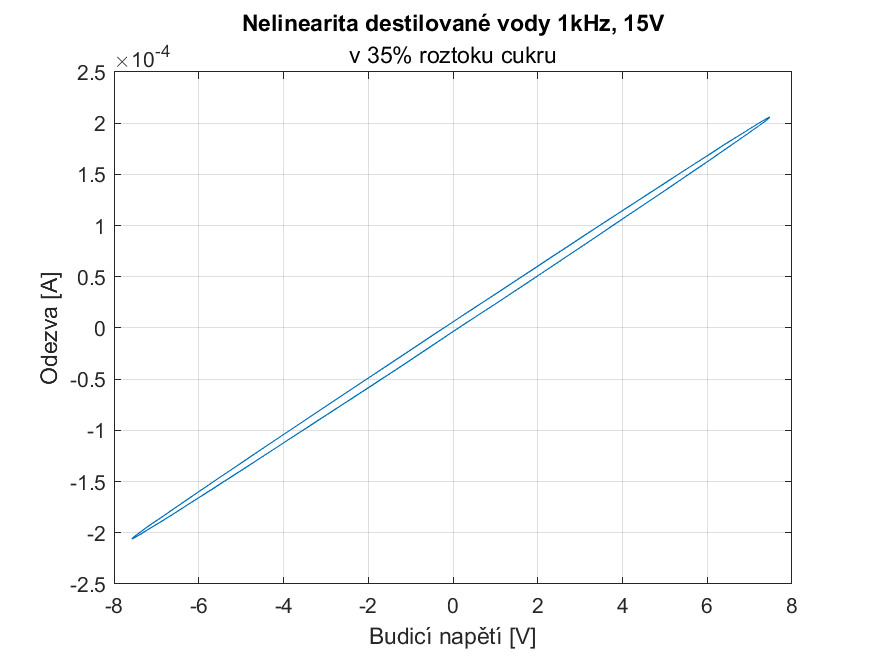 Nelinearita destilované vody 1kHz, 15V
v 35% roztoku cukru
×10-4
2.5
2
1.5
1
0.5
0
-0.5
-1
-1.5
-2
-2.5
Odezva [A]
-8 -6 -4 -2 0 2 4 6 8
Budicí napětí [V]